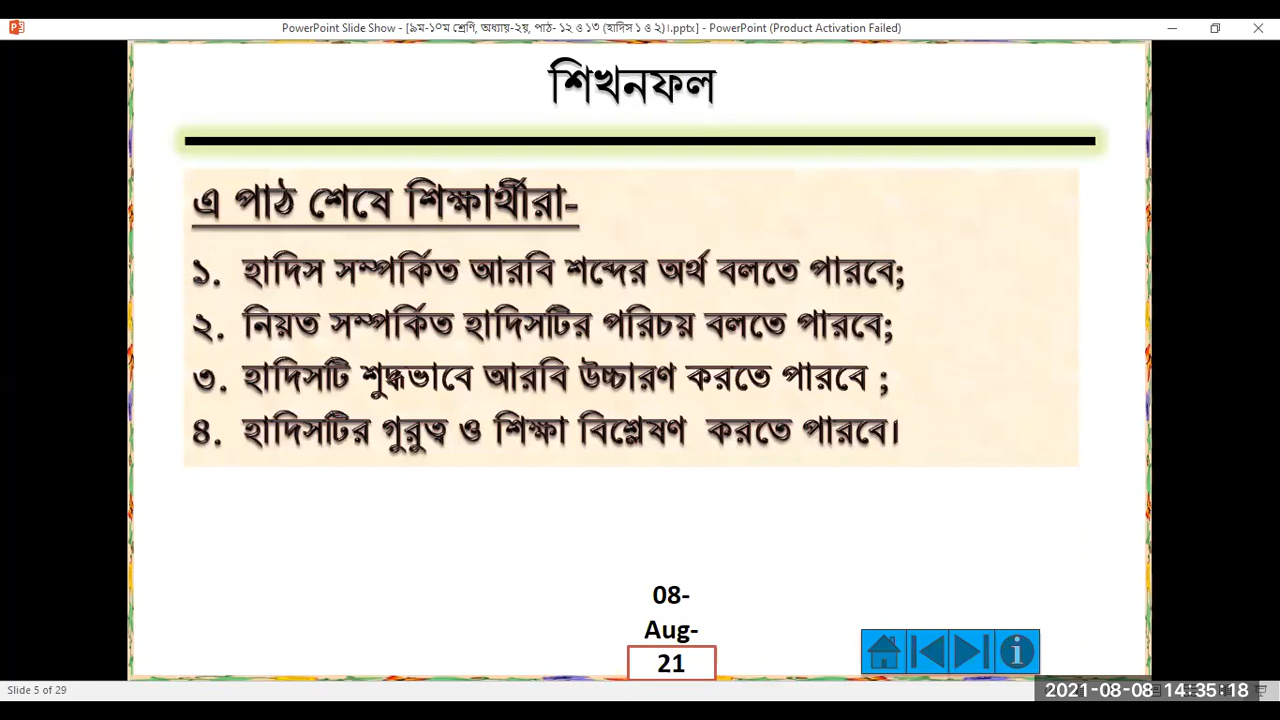 PowerPoint Slide Show - [৯ম-১০ম শ্রেণি, অধ্যায়-২য়, পাঠ- ১২ ও ১৩ (হাদিস ১ ও ২)।.pptx] - PowerPoint (Product Activation Failed)
শিখনফল
এ পাঠ শেষে শিক্ষার্থীরা-
১. হাদিস সম্পর্কিত আরবি শব্দের অর্থ বলতে পারবে;
২. নিয়ত সম্পর্কিত হাদিসটির পরিচয় বলতে পারবে;
৩. হাদিসটি শুদ্ধভাবে আরবি উচ্চারণ করতে পারবে ;
৪. হাদিসটির গুরুত্ব ও শিক্ষা বিশ্লেষণ করতে পারবে।
08-
Aug-
21
Slide 5 of 29
2021-08-08 14:35:18